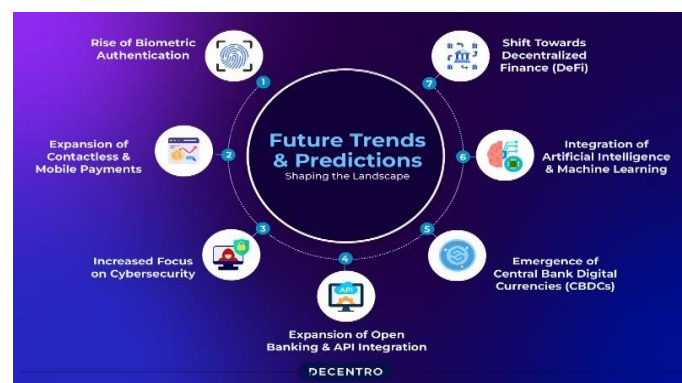 Future Trends
& Predictions
Shaping the Landscape
1
Rise of Biometric
Authentication
2
Expansion of
Contactless &
Mobile Payments
3
Increased Focus
on Cybersecurity
4
API
Expansion of Open
Banking & API Integration
5
Emergence of
Central Bank Digital
Currencies (CBDCs)
6
Integration of
Artificial Intelligence
& Machine Learning
7
Shift Towards
Decentralized
Finance (DeFi)
DECENTRO